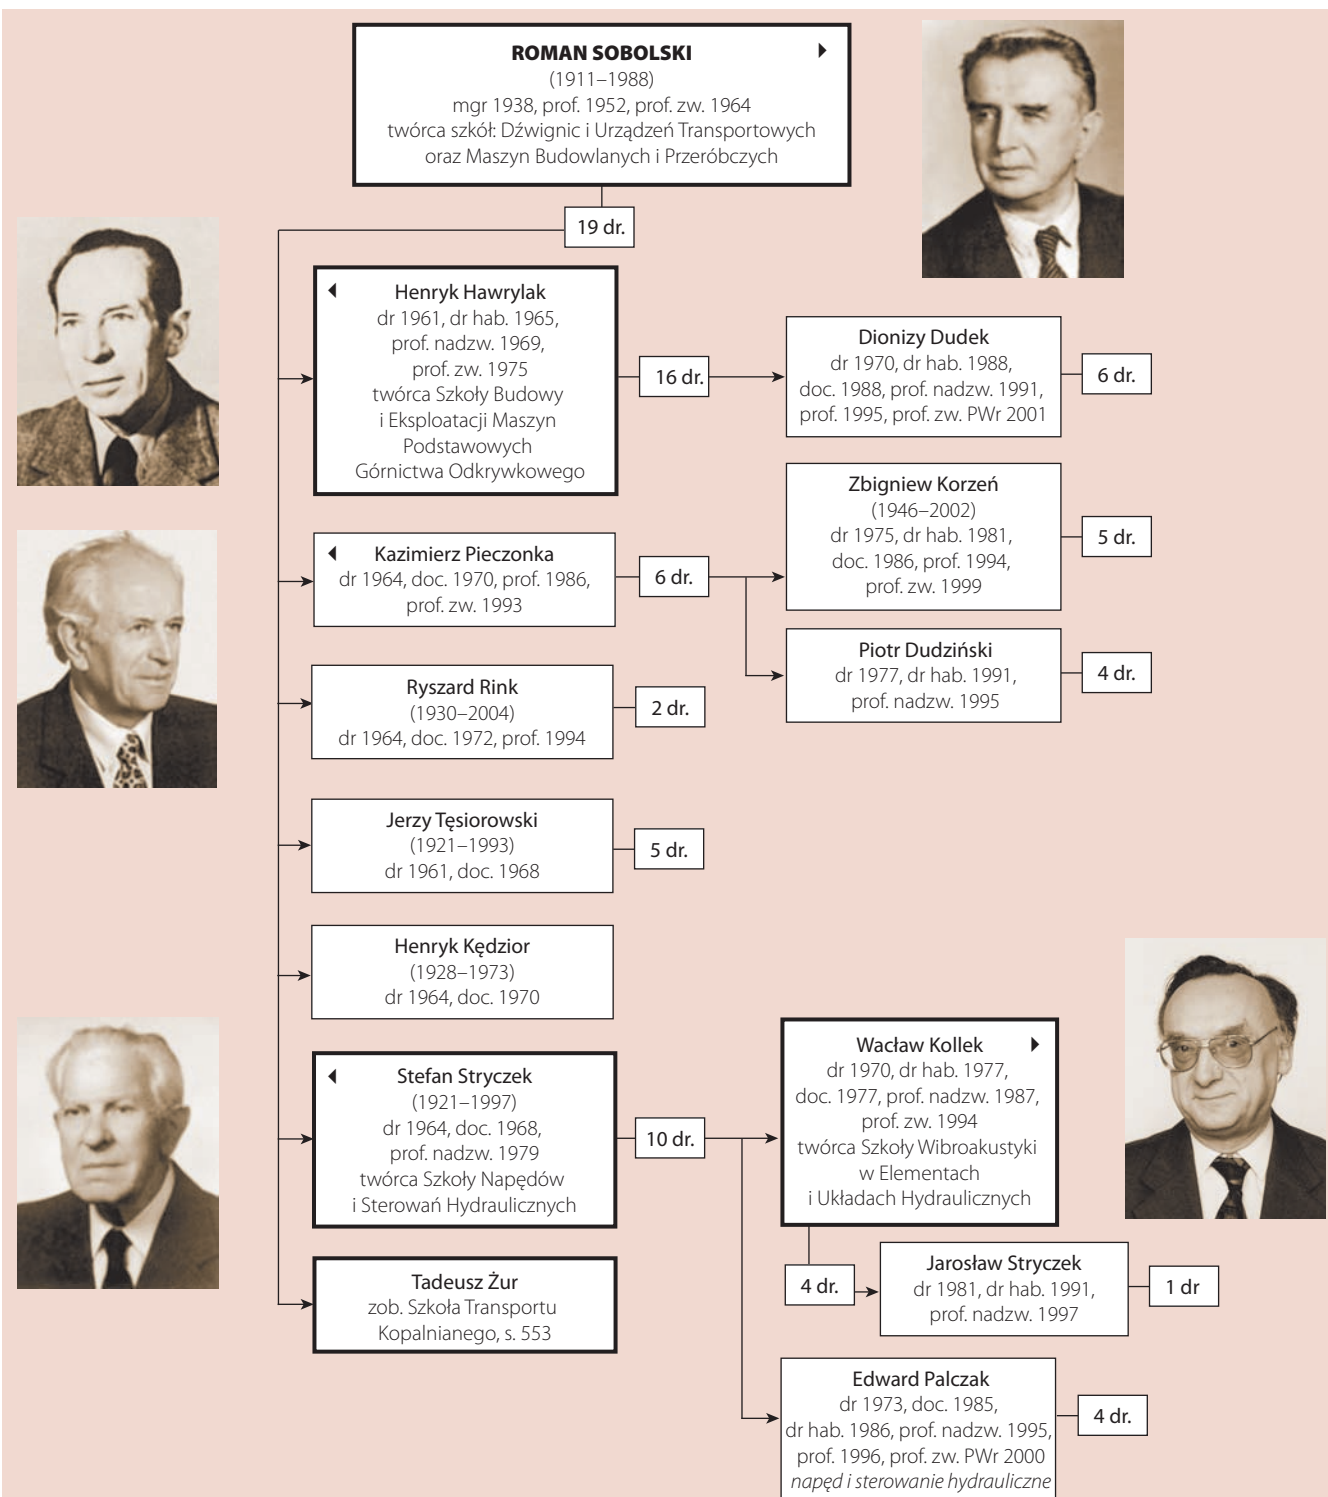 ROMAN SOBOLSKI
(1911–1988)
mgr 1938, prof. 1952, prof. zw. 1964
twórca szkół: Dźwignic i Urządzeń Transportowych
oraz Maszyn Budowlanych i Przeróbczych
19 dr.
Henryk Hawrylak
dr 1961, dr hab. 1965,
prof. nadzw. 1969,
prof. zw. 1975
twórca Szkoły Budowy
i Eksploatacji Maszyn
Podstawowych
Górnictwa Odkrywkowego
16 dr.
Dionizy Dudek
dr 1970, dr hab. 1988,
doc. 1988, prof. nadzw. 1991,
prof. 1995, prof. zw. PWr 2001
6 dr.
Kazimierz Pieczonka
dr 1964, doc. 1970, prof. 1986,
prof. zw. 1993
6 dr.
Zbigniew Korzeń
(1946–2002)
dr 1975, dr hab. 1981,
doc. 1986, prof. 1994,
prof. zw. 1999
5 dr.
Piotr Dudziński
dr 1977, dr hab. 1991,
prof. nadzw. 1995
4 dr.
Ryszard Rink
(1930–2004)
dr 1964, doc. 1972, prof. 1994
2 dr.
Jerzy Tęsiorowski
(1921–1993)
dr 1961, doc. 1968
5 dr.
Henryk Kędzior
(1928–1973)
dr 1964, doc. 1970
Stefan Stryczek
(1921–1997)
dr 1964, doc. 1968,
prof. nadzw. 1979
twórca Szkoły Napędów
i Sterowań Hydraulicznych
10 dr.
Wacław Kollek
dr 1970, dr hab. 1977,
doc. 1977, prof. nadzw. 1987,
prof. zw. 1994
twórca Szkoły Wibroakustyki
w Elementach
i Układach Hydraulicznych
4 dr.
Jarosław Stryczek
dr 1981, dr hab. 1991,
prof. nadzw. 1997
1 dr
Tadeusz Żur
zob. Szkoła Transportu
Kopalnianego, s. 553
Edward Palczak
dr 1973, doc. 1985,
dr hab. 1986, prof. nadzw. 1995,
prof. 1996, prof. zw. PWr 2000
napęd i sterowanie hydrauliczne
4 dr.